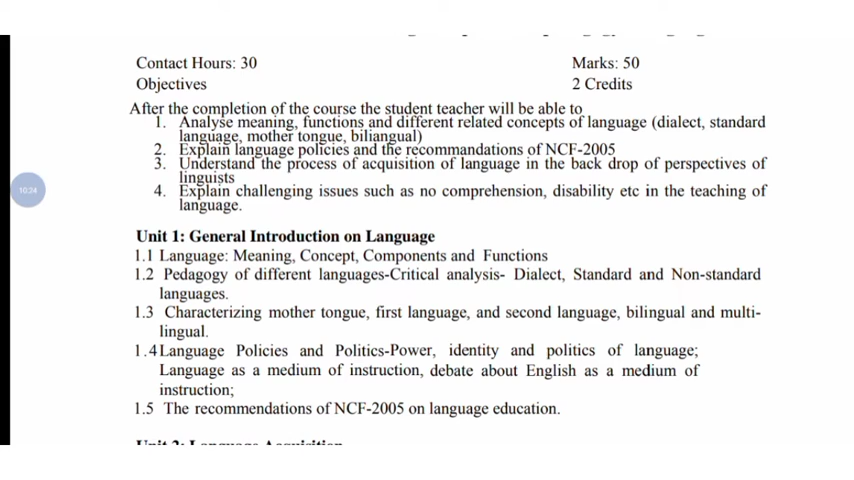 Contact Hours: 30 Marks: 50
Objectives 2 Credits
After the completion of the course the student teacher will be able to
1. Analyse meaning, functions and different related concepts of language (dialect, standard
language, mother tongue, biliangual)
2. Explain language policies and the recommandations of NCF-2005
3. Understand the process of acquisition of language in the back drop of perspectives of
linguists
4. Explain challenging issues such as no comprehension, disability etc in the teaching of
language.
10:24
Unit 1: General Introduction on Language
1.1 Language: Meaning, Concept, Components and Functions
1.2 Pedagogy of different languages-Critical analysis- Dialect, Standard and Non-standard
languages.
1.3 Characterizing mother tongue, first language, and second language, bilingual and multi-
lingual.
1.4 Language Policies and Politics-Power, identity and politics of language;
Language as a medium of instruction, debate about English as a medium of
instruction;
1.5 The recommendations of NCF-2005 on language education.